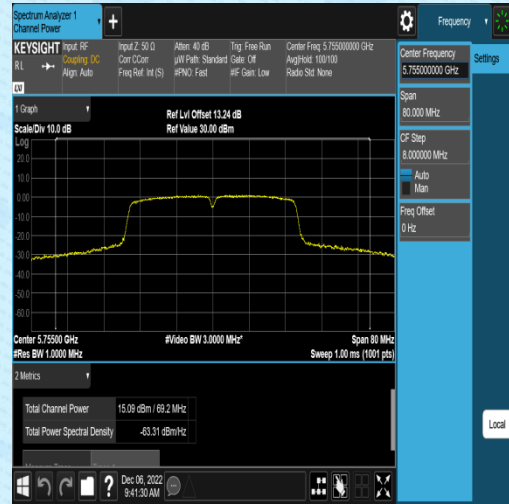 Spectrum Analyzer 1
Channel Power
Frequency
KEYSIGHT
RL
LXI
Input: RF
Coupling: DC
Align: Auto
Input Z: 50 Ω
Corr CCorr
Freq Ref: Int (S)
Atten: 40 dB
µW Path: Standard
#PNO: Fast
Trig: Free Run
Gate: Off
#IF Gain: Low
Center Freq: 5.755000000 GHz
Avg|Hold: 100/100
Radio Std: None
Center Frequency
5.755000000 GHz
Settings
Span
80.000 MHz
CF Step
8.000000 MHz
Auto
Man
Freq Offset
0 Hz
1 Graph
Scale/Div 10.0 dB
Ref Lvl Offset 13.24 dB
Ref Value 30.00 dBm
Log
20.0
10.0
0.00
-10.0
-20.0
-30.0
-40.0
-50.0
-60.0
Center 5.75500 GHz
#Video BW 3.0000 MHz*
Span 80 MHz
#Res BW 1.0000 MHz
Sweep 1.00 ms (1001 pts)
2 Metrics
Total Channel Power
15.09 dBm / 69.2 MHz
Total Power Spectral Density
-63.31 dBm/Hz
Local
Dec 06, 2022
9:41:30 AM